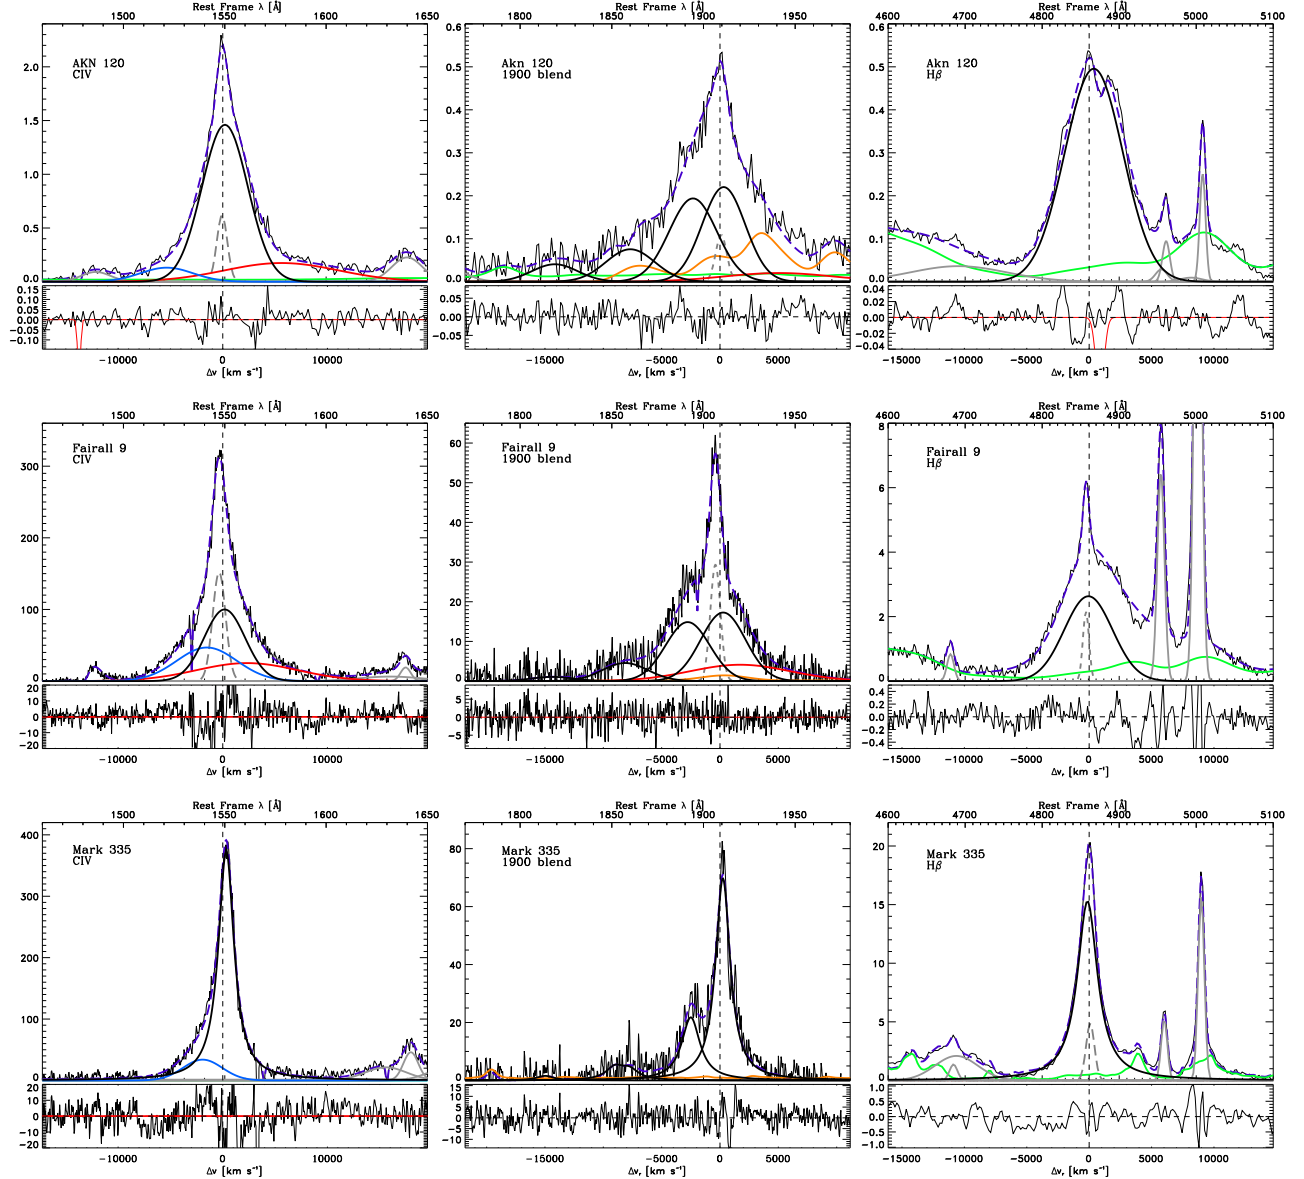 Rest Frame λ [Å] Rest Frame λ [Å] Rest Frame λ [Å]
1500 1550 1600 1650 1800 1850 1900 1950 4600 4700 4800 4900 5000 5100
AKN 120
CIV
2.0
1.5
1.0
0.5
0.0
0.15
0.10
0.05
0.00
−0.05
−0.10
−10000 0 10000
Δv [km s⁻¹]
Akn 120
1900 blend
0.6
0.5
0.4
0.3
0.2
0.1
0.0
0.05
0.00
−0.05
−15000 −5000 0 5000
Δvᵣ [km s⁻¹]
Akn 120
Hβ
0.6
0.5
0.4
0.3
0.2
0.1
0.0
0.04
0.02
0.00
−0.02
−0.04
−15000 −10000 −5000 0 5000 10000
Δvᵣ [km s⁻¹]
Rest Frame λ [Å] Rest Frame λ [Å] Rest Frame λ [Å]
1500 1550 1600 1650 1800 1850 1900 1950 4600 4700 4800 4900 5000 5100
Fairall 9
CIV
300
200
100
0
20
10
0
−10
−20
−10000 0 10000
Δv [km s⁻¹]
Fairall 9
1900 blend
60
50
40
30
20
10
0
5
0
−5
−15000 −5000 0 5000
Δvᵣ [km s⁻¹]
Fairall 9
Hβ
8
6
4
2
0
0.4
0.2
0.0
−0.2
−0.4
−15000 −10000 −5000 0 5000 10000
Δvᵣ [km s⁻¹]
Rest Frame λ [Å] Rest Frame λ [Å] Rest Frame λ [Å]
1500 1550 1600 1650 1800 1850 1900 1950 4600 4700 4800 4900 5000 5100
Mark 335
CIV
400
300
200
100
0
20
10
0
−10
−20
−10000 0 10000
Δv [km s⁻¹]
Mark 335
1900 blend
80
60
40
20
0
15
10
5
0
−5
−10
−15000 −5000 0 5000
Δvᵣ [km s⁻¹]
Mark 335
Hβ
20
15
10
5
0
1.0
0.5
0.0
−0.5
−1.0
−15000 −10000 −5000 0 5000 10000
Δvᵣ [km s⁻¹]